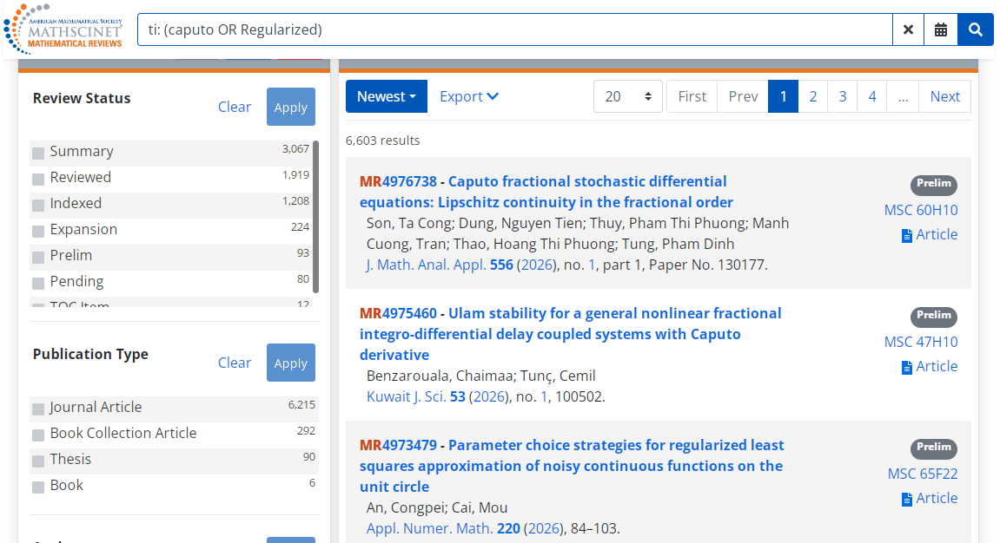 AMERICAN MATHEMATICAL SOCIETY
MATHSCINET
MATHEMATICAL REVIEWS
ti: (caputo OR Regularized)
Review Status
Clear
Apply
Summary 3,067
Reviewed 1,919
Indexed 1,208
Expansion 224
Prelim 93
Pending 80
TOC Item 12
Publication Type
Clear
Apply
Journal Article 6,215
Book Collection Article 292
Thesis 90
Book 6
Newest
Export
20
First Prev 1 2 3 4 ... Next
6,603 results
MR4976738 - Caputo fractional stochastic differential
equations: Lipschitz continuity in the fractional order
Son, Ta Cong; Dung, Nguyen Tien; Thuy, Pham Thi Phuong; Manh
Cuong, Tran; Thao, Hoang Thi Phuong; Tung, Pham Dinh
J. Math. Anal. Appl. 556 (2026), no. 1, part 1, Paper No. 130177.
Prelim
MSC 60H10
Article
MR4975460 - Ulam stability for a general nonlinear fractional
integro-differential delay coupled systems with Caputo
derivative
Benzarouala, Chaimaa; Tunç, Cemil
Kuwait J. Sci. 53 (2026), no. 1, 100502.
Prelim
MSC 47H10
Article
MR4973479 - Parameter choice strategies for regularized least
squares approximation of noisy continuous functions on the
unit circle
An, Congpei; Cai, Mou
Appl. Numer. Math. 220 (2026), 84–103.
Prelim
MSC 65F22
Article